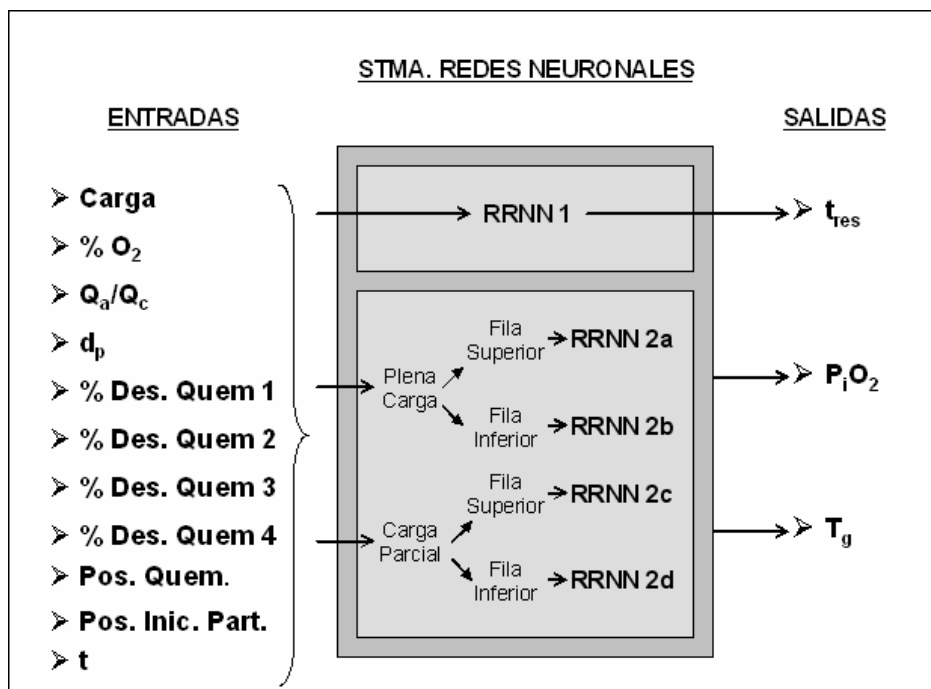 STMA. REDES NEURONALES
ENTRADAS
SALIDAS
Carga
% O₂
Qa/Qc
dp
% Des. Quem 1
% Des. Quem 2
% Des. Quem 3
% Des. Quem 4
Pos. Quem.
Pos. Inic. Part.
t
RRNN 1
Plena
Carga
Fila
Superior
RRNN 2a
Fila
Inferior
RRNN 2b
Carga
Parcial
Fila
Superior
RRNN 2c
Fila
Inferior
RRNN 2d
tres
PiO₂
Tg